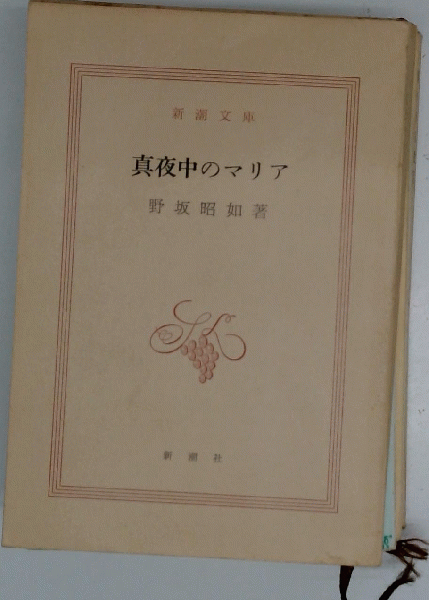 新潮文庫
真夜中のマリア
野坂昭如著
新潮社